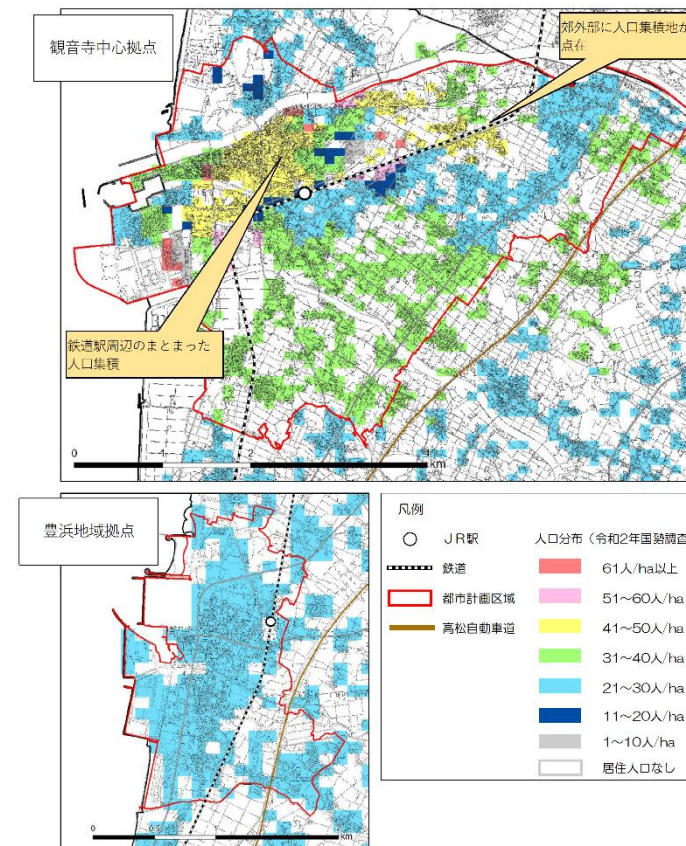 観音寺中心拠点
郊外部に人口集積地が
点在
鉄道駅周辺のまとまった
人口集積
0 1 2 4
km
豊浜地域拠点
0 0.5 1
km
凡例
JR駅
鉄道
都市計画区域
高松自動車道
人口分布（令和2年国勢調査
61人/ha以上
51～60人/ha
41～50人/ha
31～40人/ha
21～30人/ha
11～20人/ha
1～10人/ha
居住人口なし